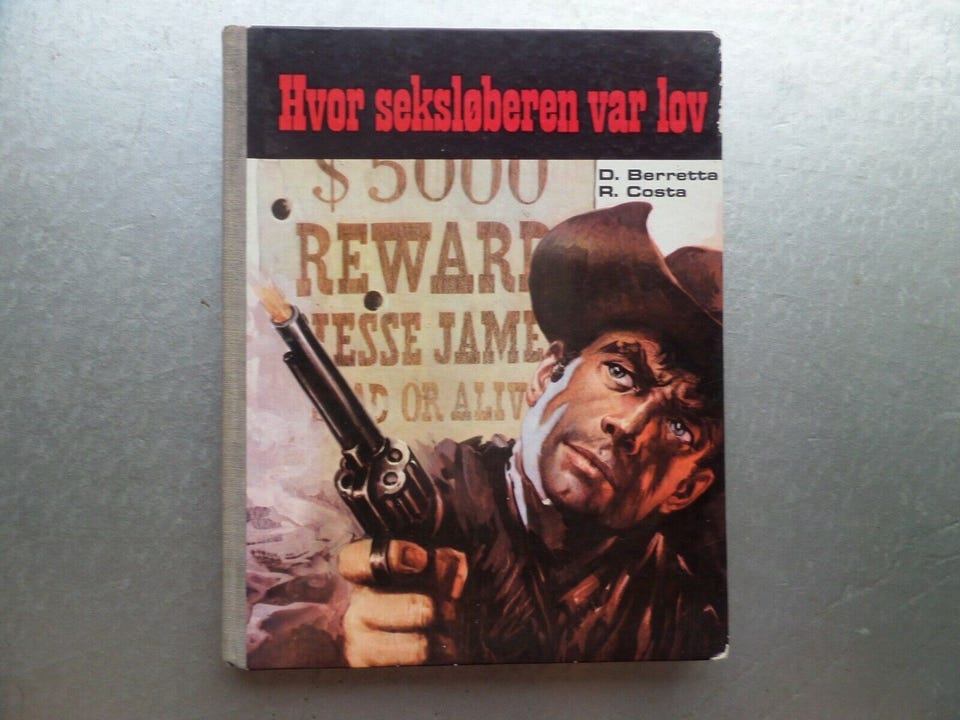 Hvor seksløberen var lov
D. Berretta
R. Costa
$5000
REWARD
JESSE JAME
OR ALIV